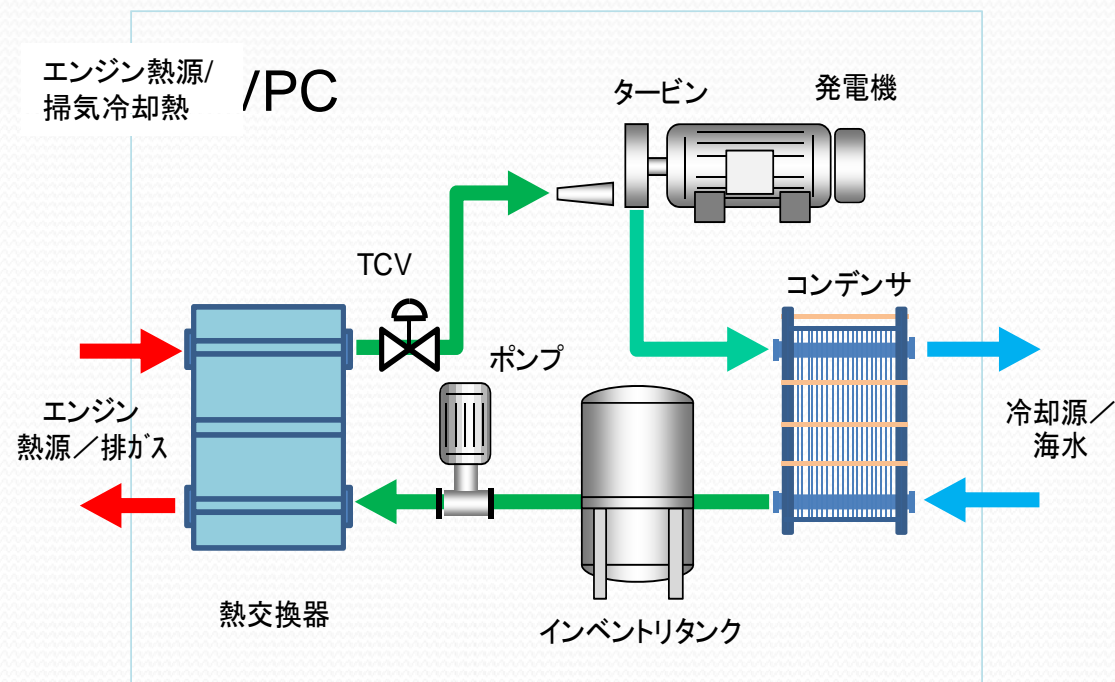 エンジン熱源/
掃気冷却熱
/PC
タービン
発電機
TCV
コンデンサ
ポンプ
エンジン
熱源／排ｶﾞｽ
冷却源／
海水
熱交換器
インベントリタンク